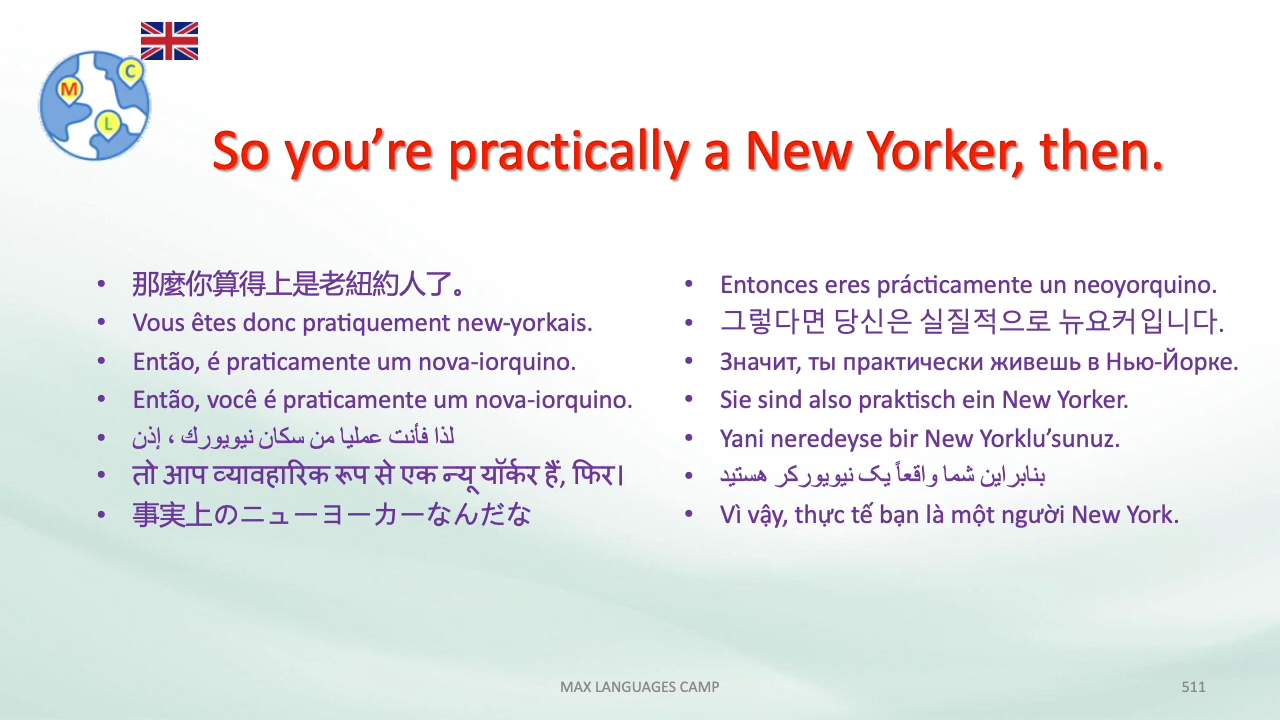 M
C
L
So you’re practically a New Yorker, then.
• 那麼你算得上是老紐約人了。
• Vous êtes donc pratiquement new-yorkais.
• Então, é praticamente um nova-iorquino.
• Então, você é praticamente um nova-iorquino.
• لذا فأنت عمليا من سكان نيويورك ، إذن
• तो आप व्यावहारिक रूप से एक न्यू यॉर्कर हैं, फिर।
• 事実上のニューヨーカーなんだな
• Entonces eres prácticamente un neoyorquino.
• 그렇다면 당신은 실질적으로 뉴요커입니다.
• Значит, ты практически живешь в Нью-Йорке.
• Sie sind also praktisch ein New Yorker.
• Yani neredeyse bir New Yorklu’sunuz.
• بنابراین شما واقعاً یک نیویورکر هستید
• Vì vậy, thực tế bạn là một người New York.
MAX LANGUAGES CAMP
511